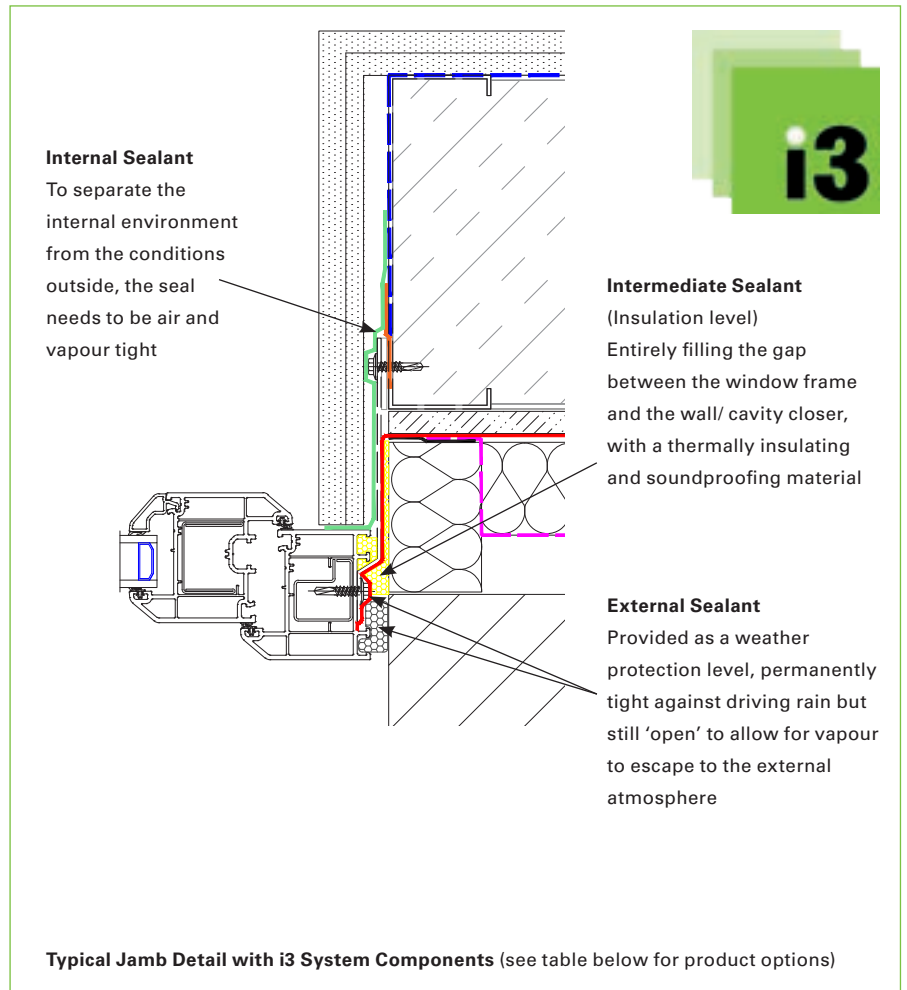 i3
Internal Sealant
To separate the
internal environment
from the conditions
outside, the seal
needs to be air and
vapour tight
Intermediate Sealant
(Insulation level)
Entirely filling the gap
between the window frame
and the wall/ cavity closer,
with a thermally insulating
and soundproofing material
External Sealant
Provided as a weather
protection level, permanently
tight against driving rain but
still ‘open’ to allow for vapour
to escape to the external
atmosphere
Typical Jamb Detail with i3 System Components (see table below for product options)